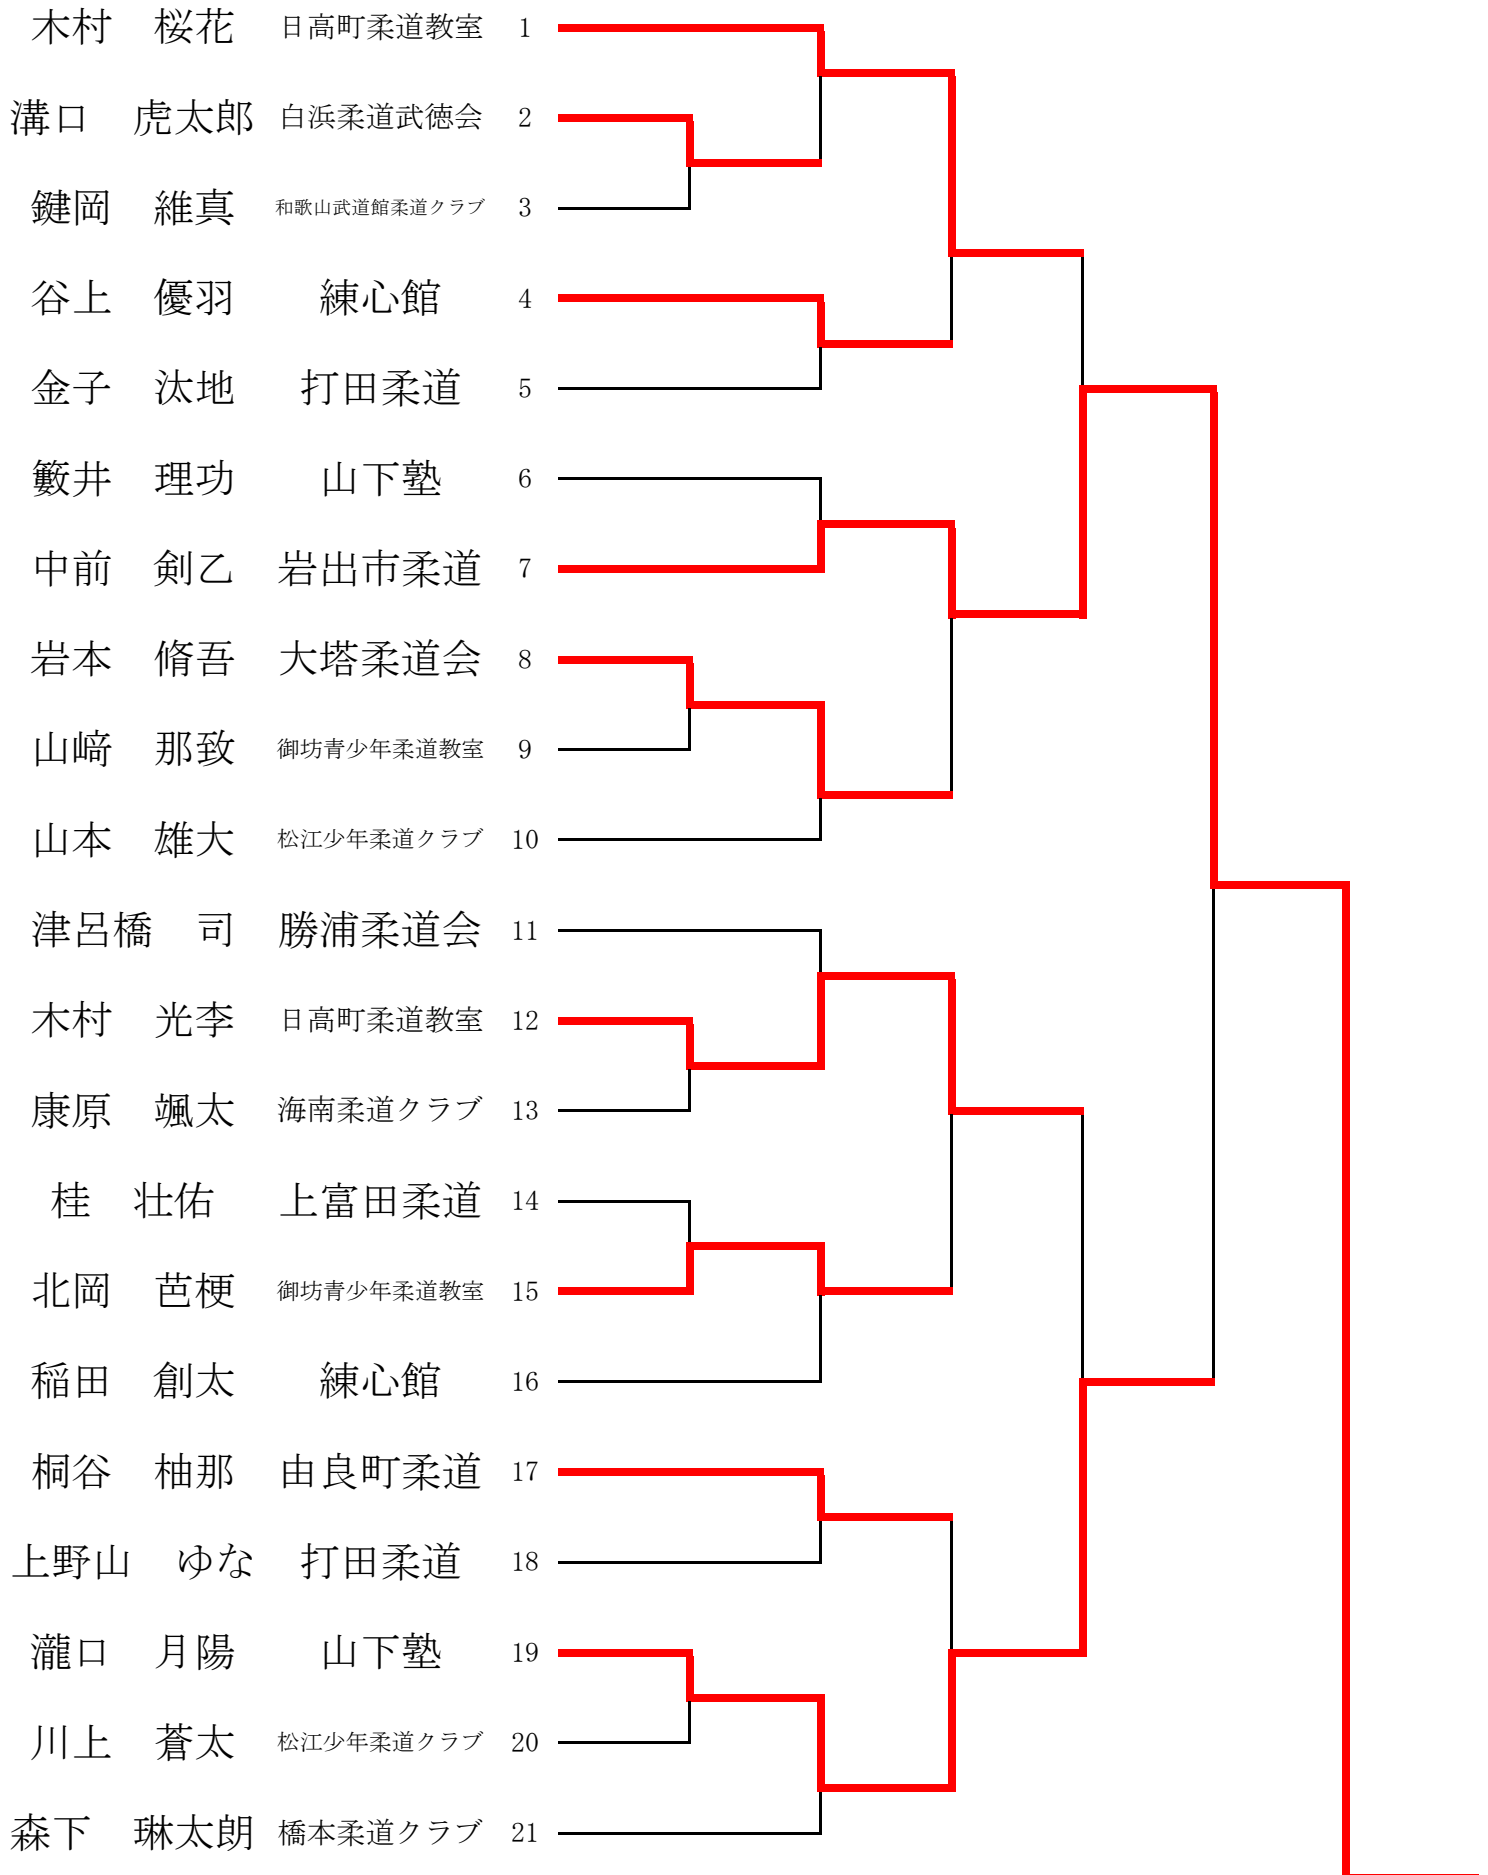 木村　桜花　日高町柔道教室　1
溝口　虎太郎　白浜柔道武徳会　2
鍵岡　維真　和歌山武道館柔道クラブ　3
谷上　優羽　練心館　4
金子　汰地　打田柔道　5
籔井　理功　山下塾　6
中前　剣乙　岩出市柔道　7
岩本　脩吾　大塔柔道会　8
山﨑　那致　御坊青少年柔道教室　9
山本　雄大　松江少年柔道クラブ　10
津呂橋　司　勝浦柔道会　11
木村　光李　日高町柔道教室　12
康原　颯太　海南柔道クラブ　13
桂　壮佑　上富田柔道　14
北岡　芭梗　御坊青少年柔道教室　15
稲田　創太　練心館　16
桐谷　柚那　由良町柔道　17
上野山　ゆな　打田柔道　18
瀧口　月陽　山下塾　19
川上　蒼太　松江少年柔道クラブ　20
森下　琳太朗　橋本柔道クラブ　21